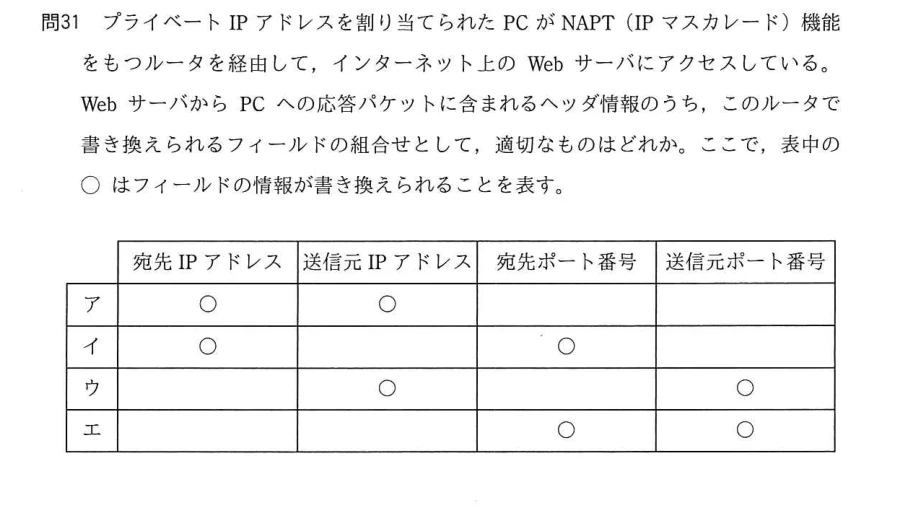 問31 プライベート IP アドレスを割り当てられた PC が NAPT（IP マスカレード）機能
をもつルータを経由して，インターネット上の Web サーバにアクセスしている。
Web サーバから PC への応答パケットに含まれるヘッダ情報のうち，このルータで
書き換えられるフィールドの組合せとして，適切なものはどれか。ここで，表中の
○ はフィールドの情報が書き換えられることを表す。
宛先 IP アドレス 送信元 IP アドレス 宛先ポート番号 送信元ポート番号
ア ○ ○
イ ○ ○
ウ ○ ○
エ ○ ○